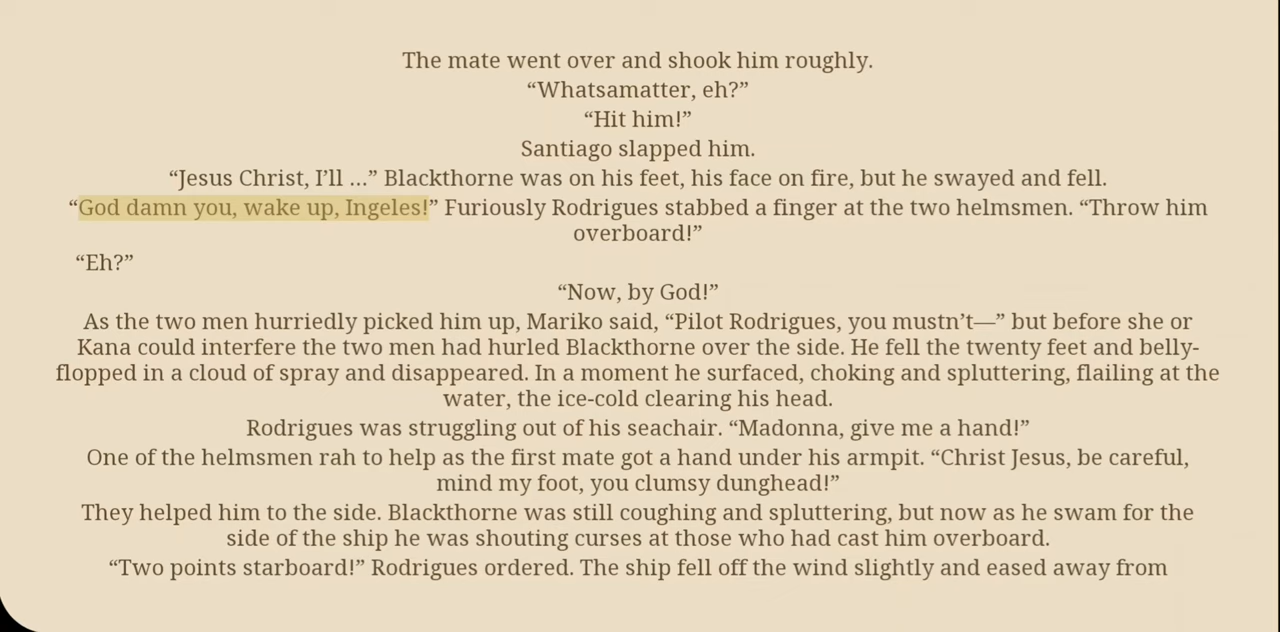 The mate went over and shook him roughly.
“Whatsamatter, eh?”
“Hit him!”
Santiago slapped him.
“Jesus Christ, I’ll ...” Blackthorne was on his feet, his face on fire, but he swayed and fell.
“God damn you, wake up, Ingeles!” Furiously Rodrigues stabbed a finger at the two helmsmen. “Throw him
overboard!”
“Eh?”
“Now, by God!”
As the two men hurriedly picked him up, Mariko said, “Pilot Rodrigues, you mustn’t—” but before she or
Kana could interfere the two men had hurled Blackthorne over the side. He fell the twenty feet and belly-
flopped in a cloud of spray and disappeared. In a moment he surfaced, choking and spluttering, flailing at the
water, the ice-cold clearing his head.
Rodrigues was struggling out of his seachair. “Madonna, give me a hand!”
One of the helmsmen rah to help as the first mate got a hand under his armpit. “Christ Jesus, be careful,
mind my foot, you clumsy dunghead!”
They helped him to the side. Blackthorne was still coughing and spluttering, but now as he swam for the
side of the ship he was shouting curses at those who had cast him overboard.
“Two points starboard!” Rodrigues ordered. The ship fell off the wind slightly and eased away from